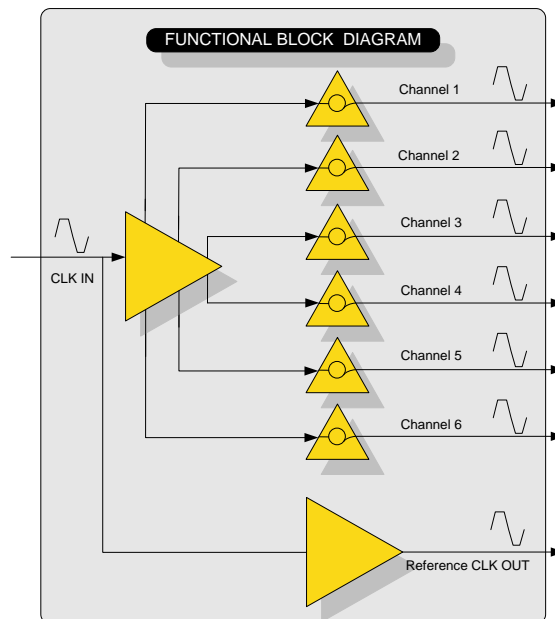 FUNCTIONAL BLOCK DIAGRAM
Channel 1
Channel 2
Channel 3
CLK IN
Channel 4
Channel 5
Channel 6
Reference CLK OUT